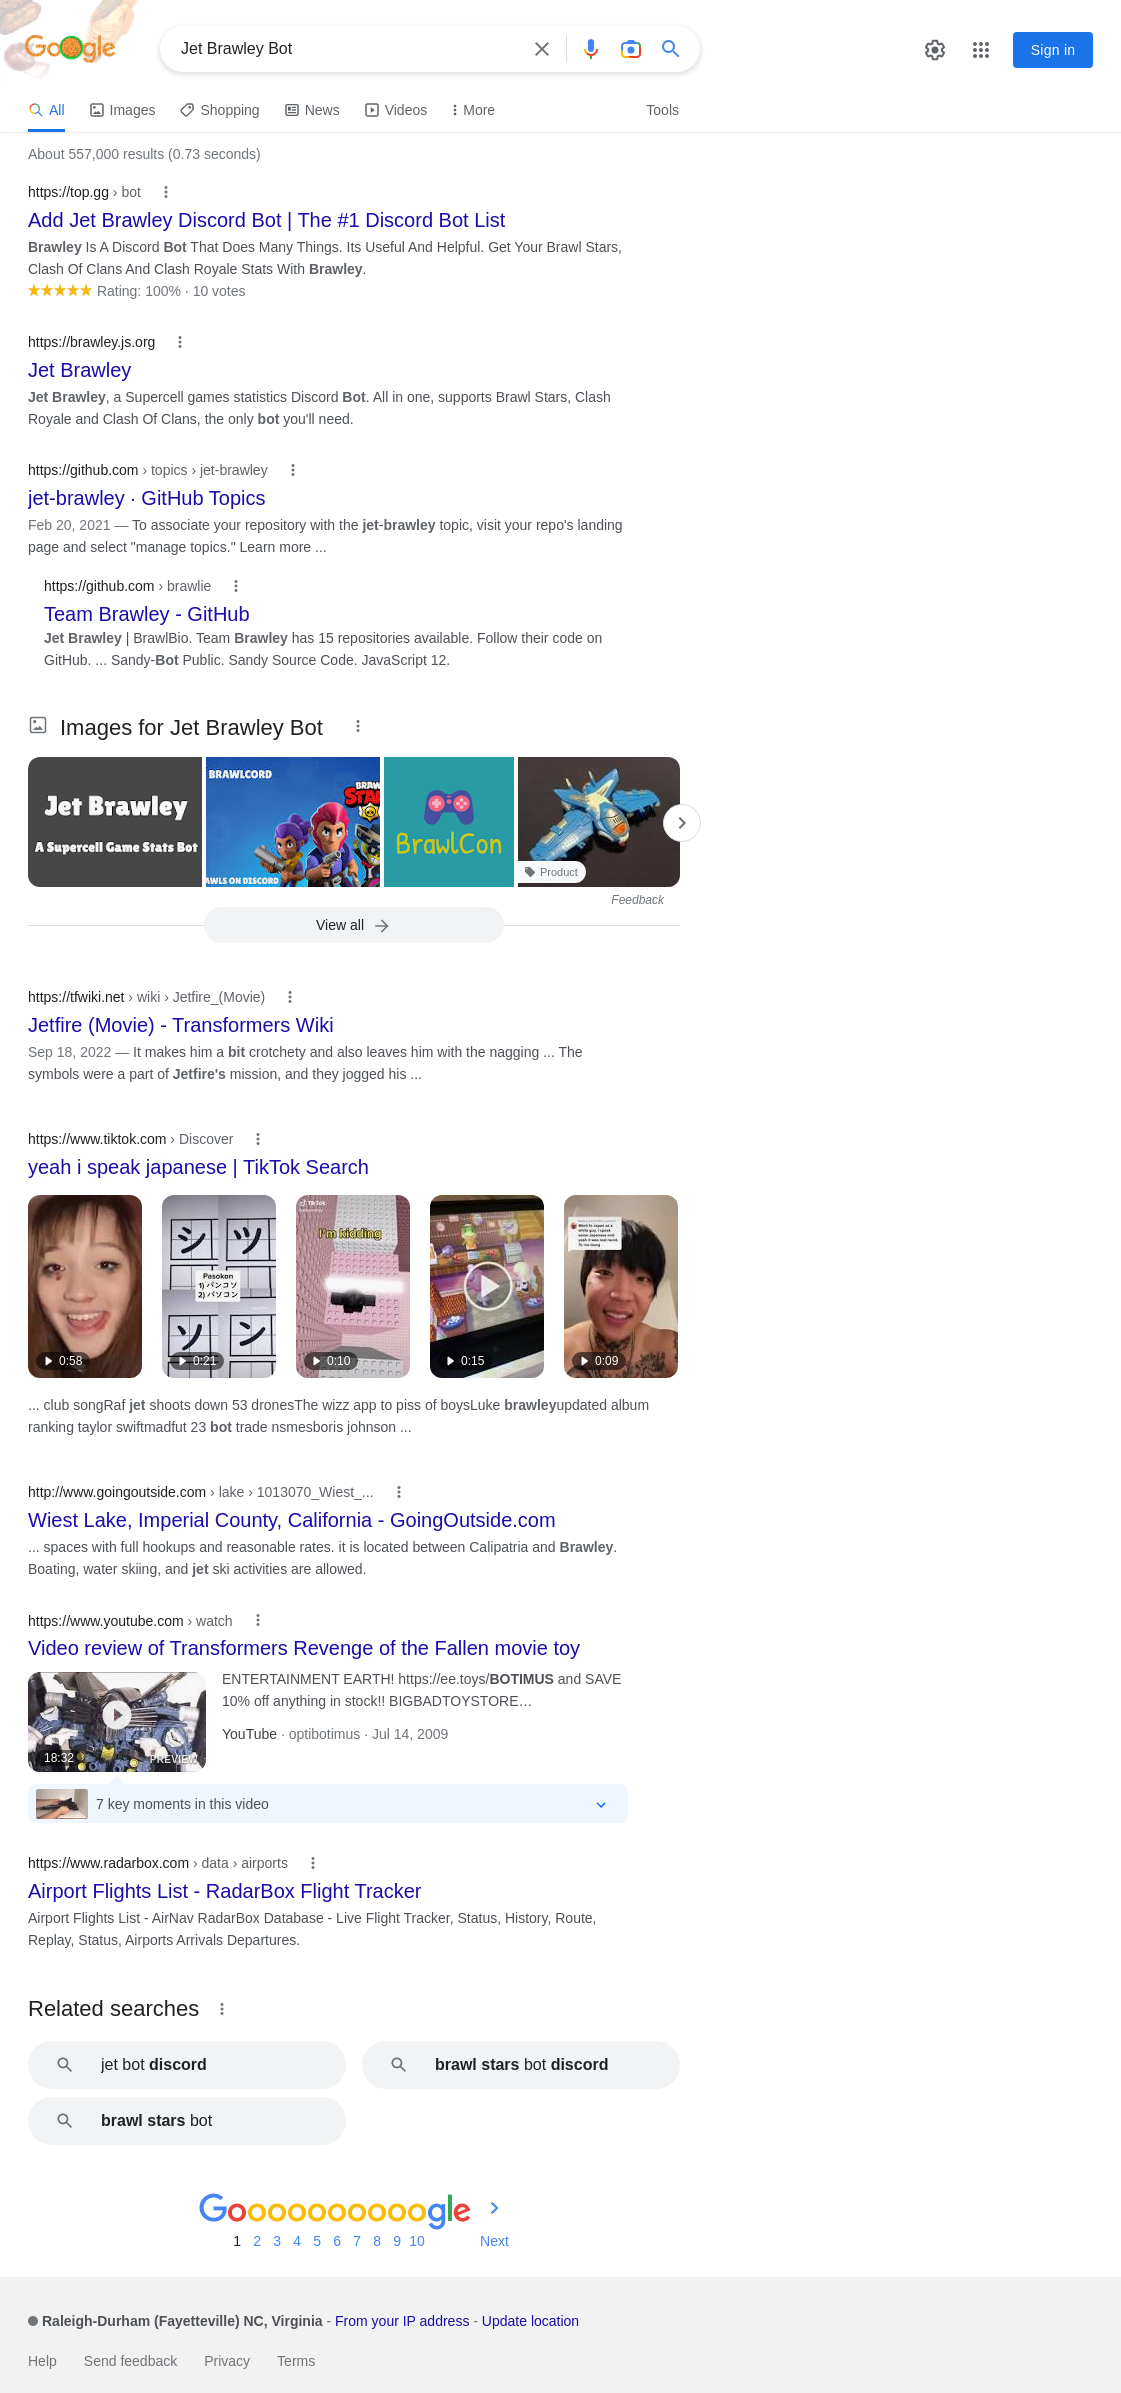 Google
Jet Brawley Bot
Sign in
All
Images
Shopping
News
Videos
More
Tools
About 557,000 results (0.73 seconds)
https://top.gg › bot
Add Jet Brawley Discord Bot | The #1 Discord Bot List
Brawley Is A Discord Bot That Does Many Things. Its Useful And Helpful. Get Your Brawl Stars,
Clash Of Clans And Clash Royale Stats With Brawley.
Rating: 100% · 10 votes
https://brawley.js.org
Jet Brawley
Jet Brawley, a Supercell games statistics Discord Bot. All in one, supports Brawl Stars, Clash
Royale and Clash Of Clans, the only bot you'll need.
https://github.com › topics › jet-brawley
jet-brawley · GitHub Topics
Feb 20, 2021 — To associate your repository with the jet-brawley topic, visit your repo's landing
page and select "manage topics." Learn more ...
https://github.com › brawlie
Team Brawley - GitHub
Jet Brawley | BrawlBio. Team Brawley has 15 repositories available. Follow their code on
GitHub. ... Sandy-Bot Public. Sandy Source Code. JavaScript 12.
Images for Jet Brawley Bot
Jet Brawley
A Supercell Game Stats Bot
BRAWLCORD
BRAW
STA
AWLS ON DISCORD
BrawlCon
Product
Feedback
View all
https://tfwiki.net › wiki › Jetfire_(Movie)
Jetfire (Movie) - Transformers Wiki
Sep 18, 2022 — It makes him a bit crotchety and also leaves him with the nagging ... The
symbols were a part of Jetfire's mission, and they jogged his ...
https://www.tiktok.com › Discover
yeah i speak japanese | TikTok Search
シ ツ
Pasokon
1) パンコソ
2) パソコン
ソ ン
TikTok
I'm kidding
0:58
0:21
0:10
0:15
0:09
... club songRaf jet shoots down 53 dronesThe wizz app to piss of boysLuke brawleyupdated album
ranking taylor swiftmadfut 23 bot trade nsmesboris johnson ...
http://www.goingoutside.com › lake › 1013070_Wiest_...
Wiest Lake, Imperial County, California - GoingOutside.com
... spaces with full hookups and reasonable rates. it is located between Calipatria and Brawley.
Boating, water skiing, and jet ski activities are allowed.
https://www.youtube.com › watch
Video review of Transformers Revenge of the Fallen movie toy
ENTERTAINMENT EARTH! https://ee.toys/BOTIMUS and SAVE
10% off anything in stock!! BIGBADTOYSTORE…
YouTube · optibotimus · Jul 14, 2009
18:32
PREVIEW
7 key moments in this video
https://www.radarbox.com › data › airports
Airport Flights List - RadarBox Flight Tracker
Airport Flights List - AirNav RadarBox Database - Live Flight Tracker, Status, History, Route,
Replay, Status, Airports Arrivals Departures.
Related searches
jet bot discord
brawl stars bot discord
brawl stars bot
Goooooooooogle
1 2 3 4 5 6 7 8 9 10 Next
Raleigh-Durham (Fayetteville) NC, Virginia - From your IP address - Update location
Help Send feedback Privacy Terms